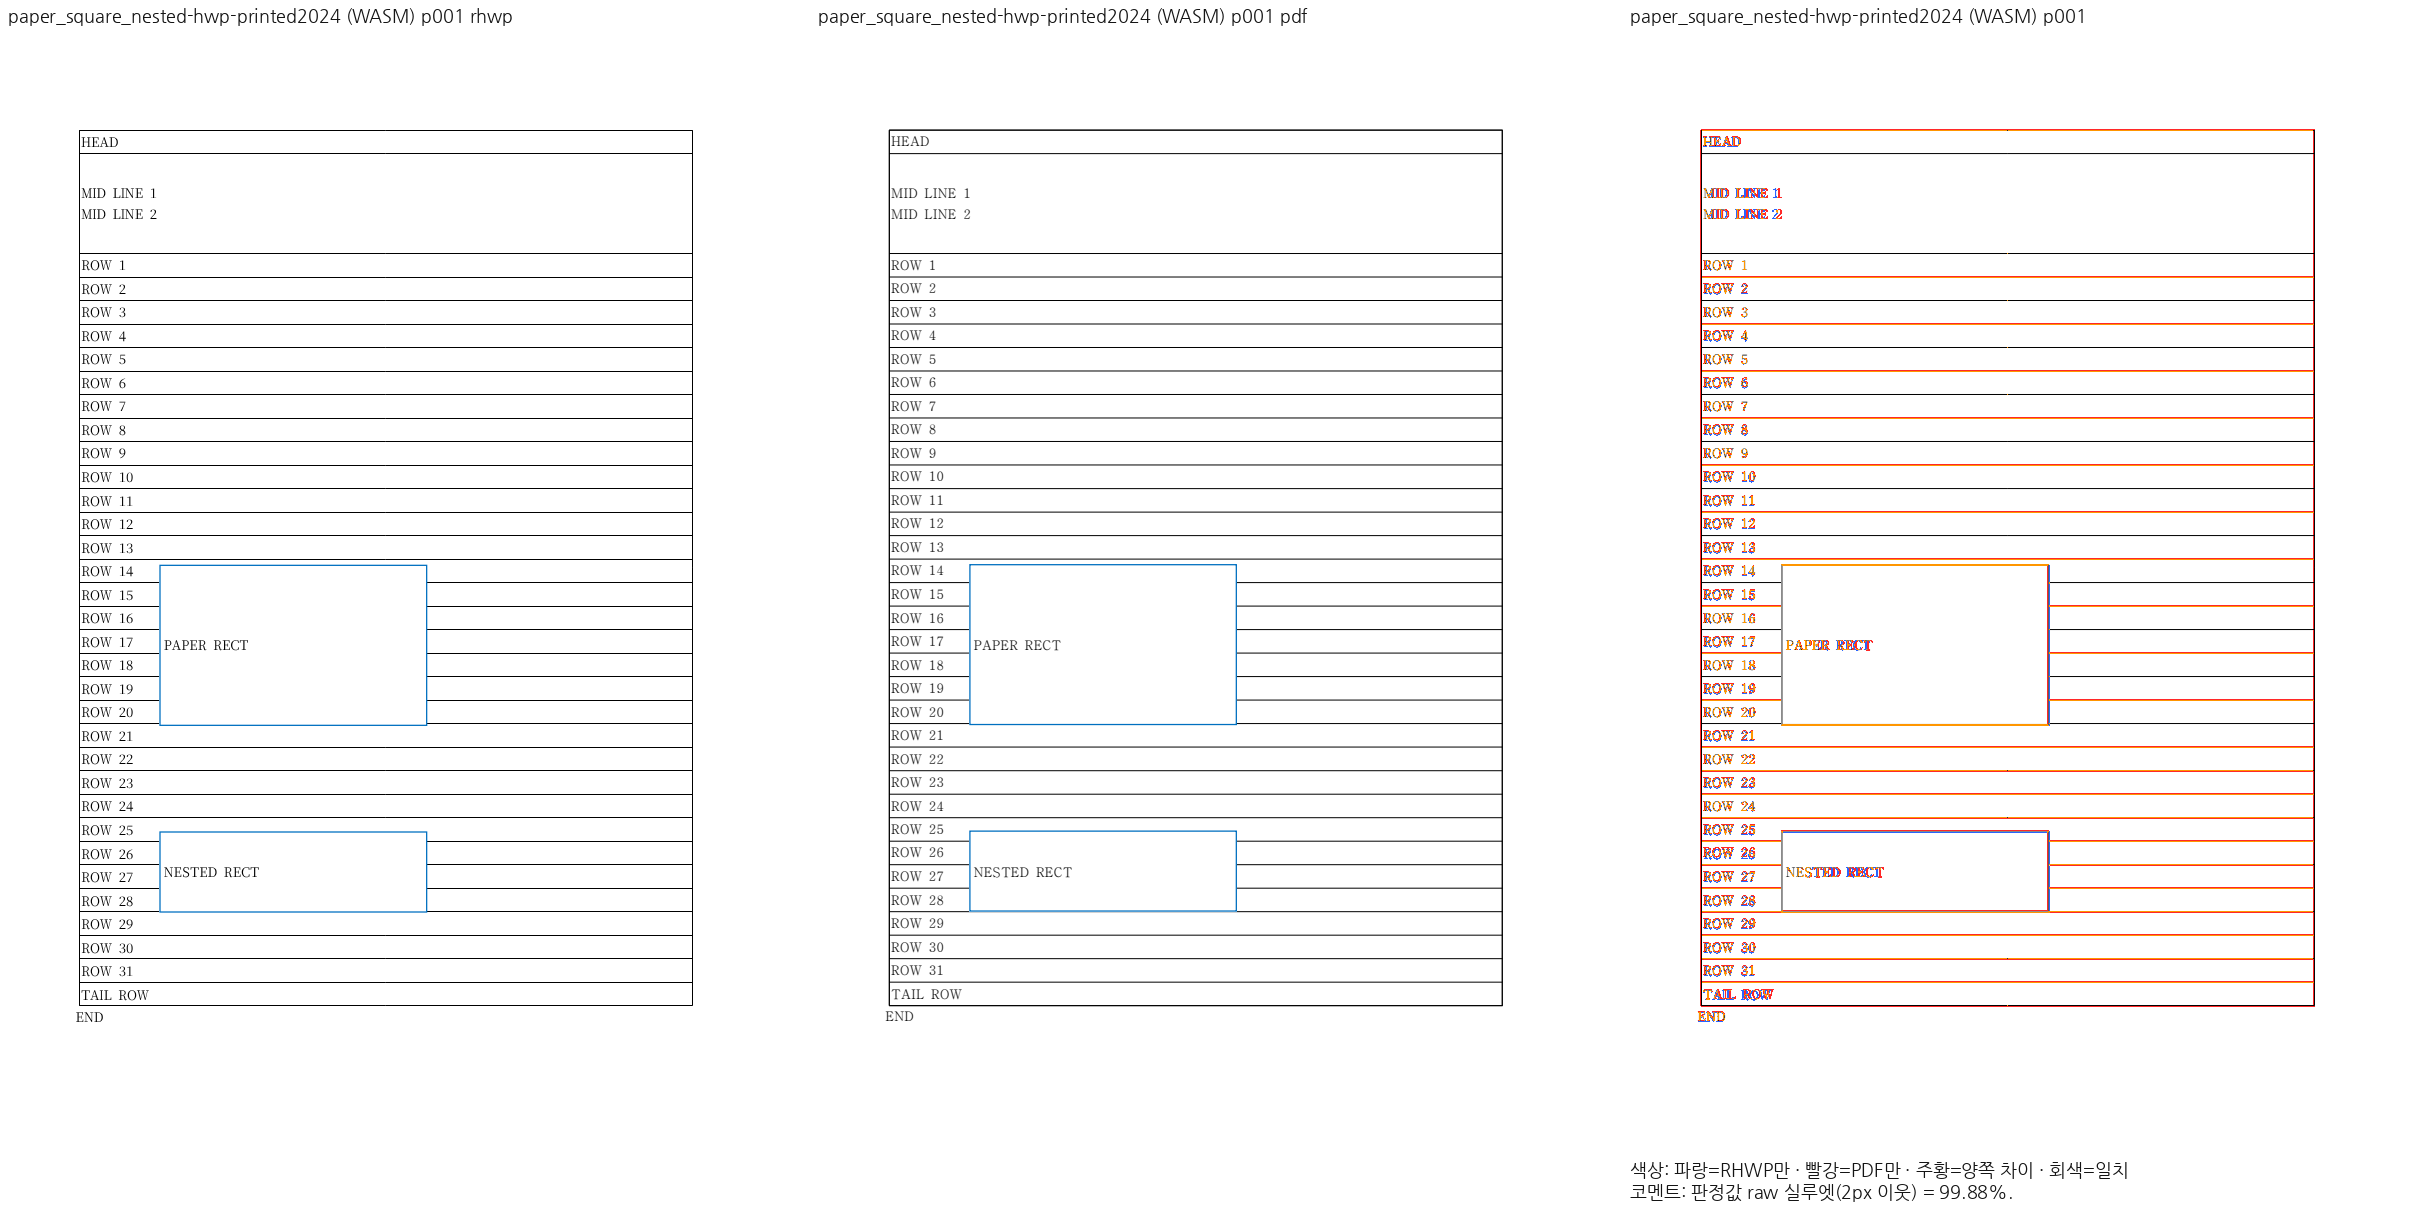 paper_square_nested-hwp-printed2024 (WASM) p001 rhwp
HEAD
MID LINE 1
MID LINE 2
ROW 1
ROW 2
ROW 3
ROW 4
ROW 5
ROW 6
ROW 7
ROW 8
ROW 9
ROW 10
ROW 11
ROW 12
ROW 13
ROW 14
ROW 15
ROW 16
ROW 17
PAPER RECT
ROW 18
ROW 19
ROW 20
ROW 21
ROW 22
ROW 23
ROW 24
ROW 25
ROW 26
ROW 27
NESTED RECT
ROW 28
ROW 29
ROW 30
ROW 31
TAIL ROW
END
paper_square_nested-hwp-printed2024 (WASM) p001 pdf
HEAD
MID LINE 1
MID LINE 2
ROW 1
ROW 2
ROW 3
ROW 4
ROW 5
ROW 6
ROW 7
ROW 8
ROW 9
ROW 10
ROW 11
ROW 12
ROW 13
ROW 14
ROW 15
ROW 16
ROW 17
PAPER RECT
ROW 18
ROW 19
ROW 20
ROW 21
ROW 22
ROW 23
ROW 24
ROW 25
ROW 26
ROW 27
NESTED RECT
ROW 28
ROW 29
ROW 30
ROW 31
TAIL ROW
END
paper_square_nested-hwp-printed2024 (WASM) p001
HEAD
MID LINE 1
MID LINE 2
ROW 1
ROW 2
ROW 3
ROW 4
ROW 5
ROW 6
ROW 7
ROW 8
ROW 9
ROW 10
ROW 11
ROW 12
ROW 13
ROW 14
ROW 15
ROW 16
ROW 17
PAPER RECT
ROW 18
ROW 19
ROW 20
ROW 21
ROW 22
ROW 23
ROW 24
ROW 25
ROW 26
ROW 27
NESTED RECT
ROW 28
ROW 29
ROW 30
ROW 31
TAIL ROW
END
색상: 파랑=RHWP만 · 빨강=PDF만 · 주황=양쪽 차이 · 회색=일치
코멘트: 판정값 raw 실루엣(2px 이웃) = 99.88%.